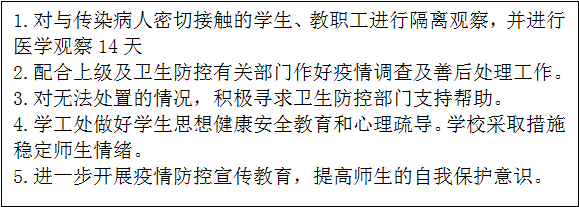 1.对与传染病人密切接触的学生、教职工进行隔离观察，并进行
医学观察 14 天
2.配合上级及卫生防控有关部门作好疫情调查及善后处理工作。
3.对无法处置的情况，积极寻求卫生防控部门支持帮助。
4.学工处做好学生思想健康安全教育和心理疏导。学校采取措施
稳定师生情绪。
5.进一步开展疫情防控宣传教育，提高师生的自我保护意识。